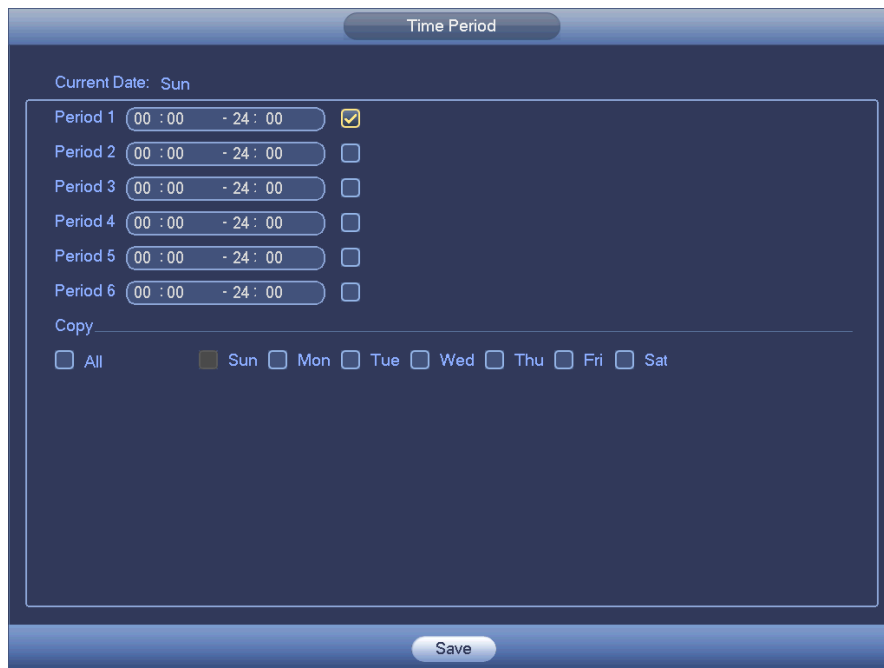 Time Period
Current Date: Sun
Period 1 00 :00 - 24 : 00
Period 2 00 :00 - 24 : 00
Period 3 00 :00 - 24 : 00
Period 4 00 :00 - 24 : 00
Period 5 00 :00 - 24 : 00
Period 6 00 :00 - 24 : 00
Copy
All Sun Mon Tue Wed Thu Fri Sat
Save